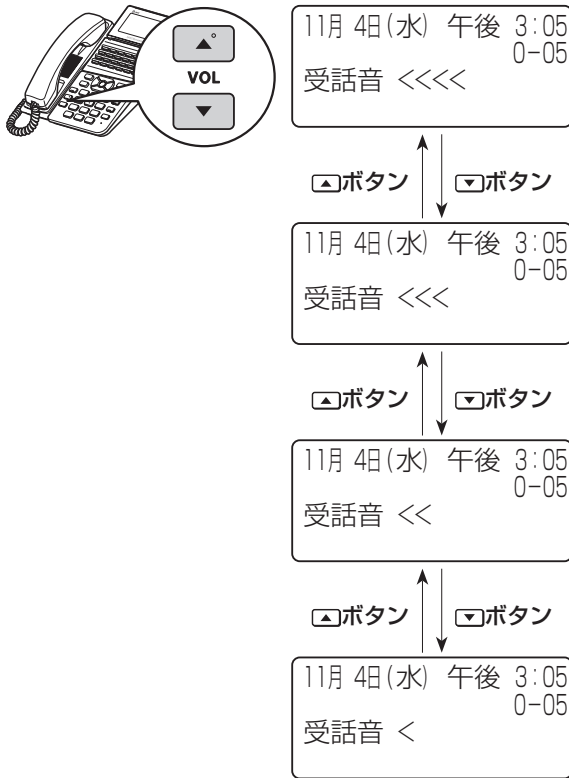 VOL
11月 4日(水) 午後 3:05
0-05
受話音 <<<<
▲ボタン ▼ボタン
11月 4日(水) 午後 3:05
0-05
受話音 <<<
▲ボタン ▼ボタン
11月 4日(水) 午後 3:05
0-05
受話音 <<
▲ボタン ▼ボタン
11月 4日(水) 午後 3:05
0-05
受話音 <